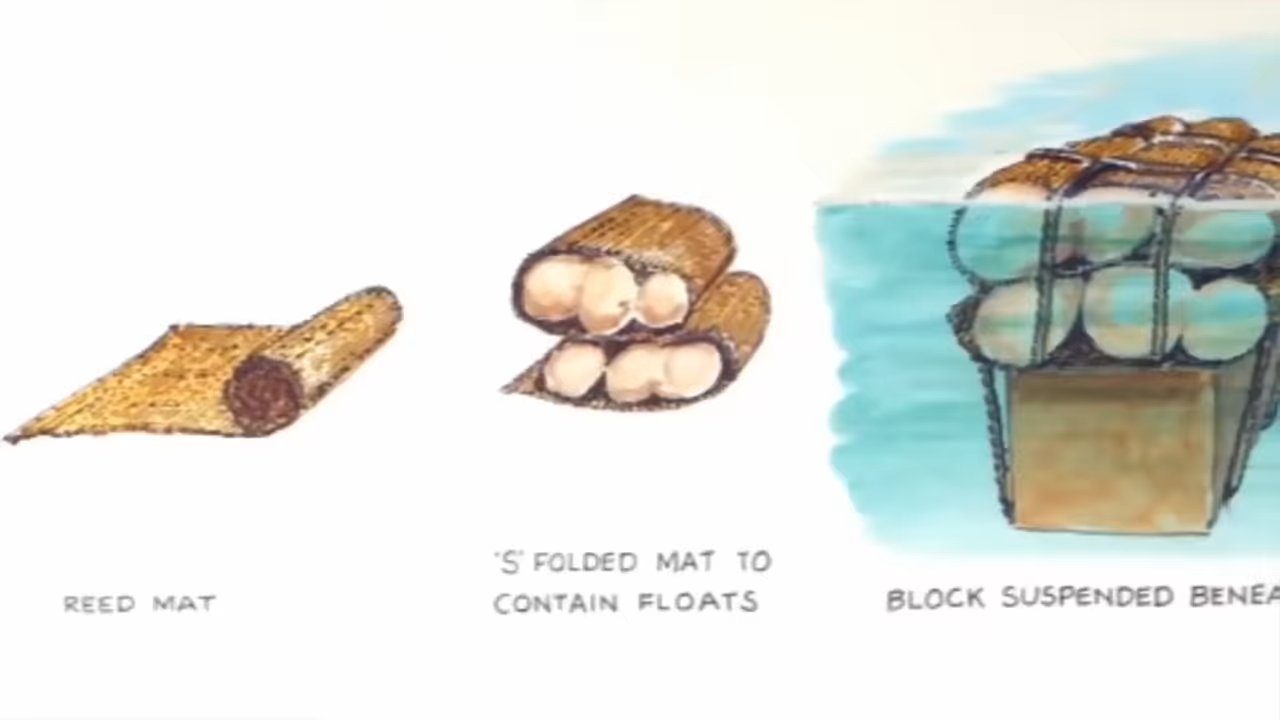 REED MAT
'S' FOLDED MAT TO
CONTAIN FLOATS
BLOCK SUSPENDED